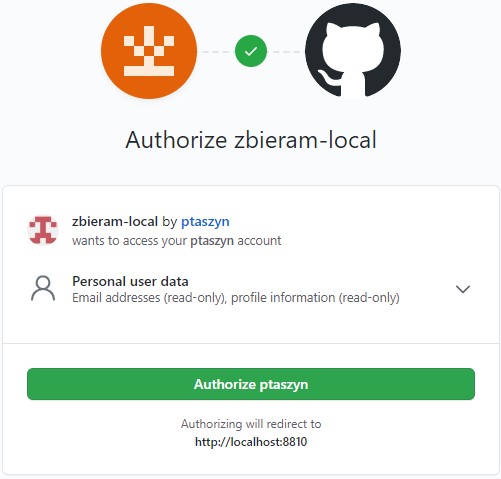 Authorize zbieram-local
zbieram-local by ptaszyn
wants to access your ptaszyn account
Personal user data
Email addresses (read-only), profile information (read-only)
Authorize ptaszyn
Authorizing will redirect to
http://localhost:8810